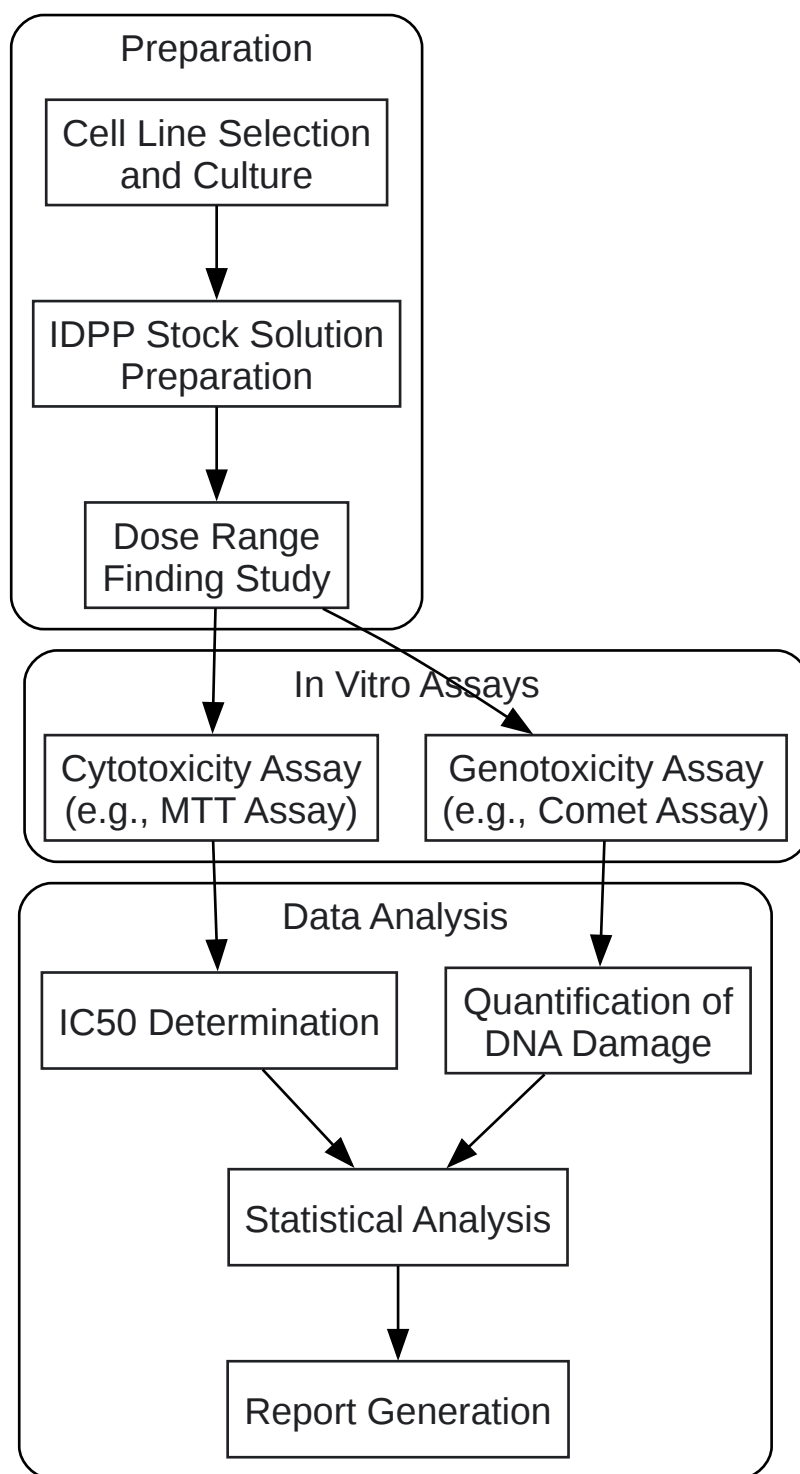 Preparation
Cell Line Selection
and Culture
IDPP Stock Solution
Preparation
Dose Range
Finding Study
In Vitro Assays
Cytotoxicity Assay
(e.g., MTT Assay)
Genotoxicity Assay
(e.g., Comet Assay)
Data Analysis
IC50 Determination
Quantification of
DNA Damage
Statistical Analysis
Report Generation